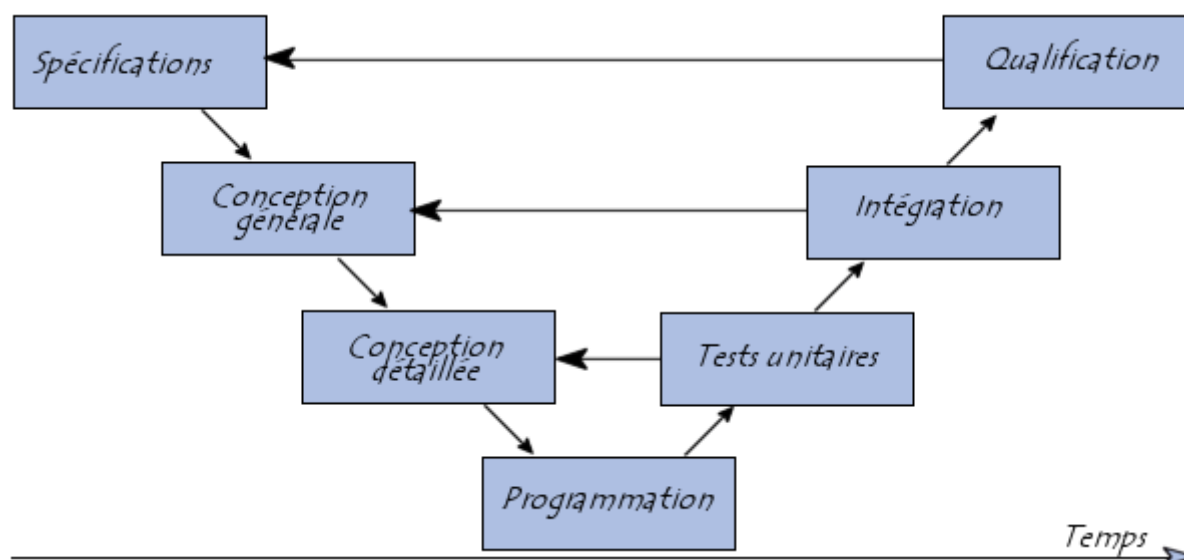 Spécifications
Qualification
Conception
générale
Intégration
Conception
détaillée
Tests unitaires
Programmation
Temps